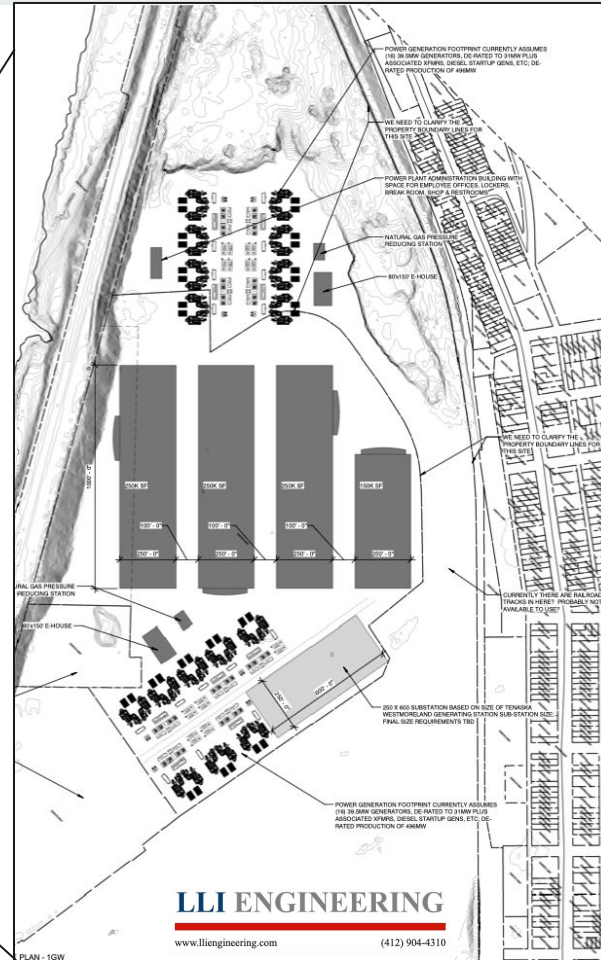 POWER GENERATION FOOTPRINT CURRENTLY ASSUMES
(16) 39.5MW GENERATORS, DE-RATED TO 31MW PLUS
ASSOCIATED XFMRS, DIESEL STARTUP GENS, ETC; DE-
RATED PRODUCTION OF 496MW
WE NEED TO CLARIFY THE
PROPERTY BOUNDARY LINES FOR
THIS SITE
POWER PLANT ADMINISTRATION BUILDING WITH
SPACE FOR EMPLOYEE OFFICES, LOCKERS,
BREAK ROOM, SHOP & RESTROOMS
NATURAL GAS PRESSURE
REDUCING STATION
80'x150' E-HOUSE
WE NEED TO CLARIFY THE
PROPERTY BOUNDARY LINES FOR
THIS SITE
1000' - 0"
250K SF
250K SF
250K SF
150K SF
100' - 0"
100' - 0"
100' - 0"
250' - 0"
250' - 0"
250' - 0"
250' - 0"
URAL GAS PRESSURE
REDUCING STATION
80'x150' E-HOUSE
CURRENTLY THERE ARE RAILROAD
TRACKS IN HERE? PROBABLY NOT
AVAILABLE TO USE?
250' - 0"
600' - 0"
250 X 600 SUBSTATION BASED ON SIZE OF TENASKA
WESTMORELAND GENERATING STATION SUB-STATION SIZE;
FINAL SIZE REQUIREMENTS TBD
POWER GENERATION FOOTPRINT CURRENTLY ASSUMES
(16) 39.5MW GENERATORS, DE-RATED TO 31MW PLUS
ASSOCIATED XFMRS, DIESEL STARTUP GENS, ETC; DE-
RATED PRODUCTION OF 496MW
LLI ENGINEERING
www.lliengineering.com
(412) 904-4310
PLAN - 1GW